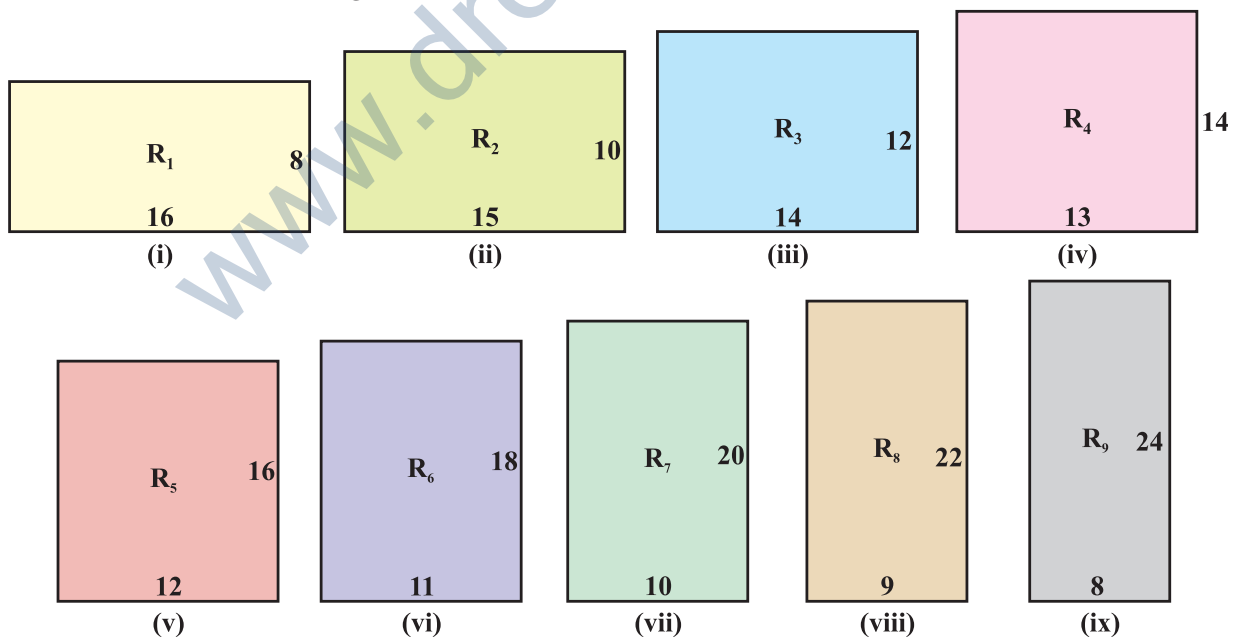 R₁
8
16
(i)
R₂
10
15
(ii)
R₃
12
14
(iii)
R₄
14
13
(iv)
R₅
16
12
(v)
R₆
18
11
(vi)
R₇
20
10
(vii)
R₈
22
9
(viii)
R₉
24
8
(ix)